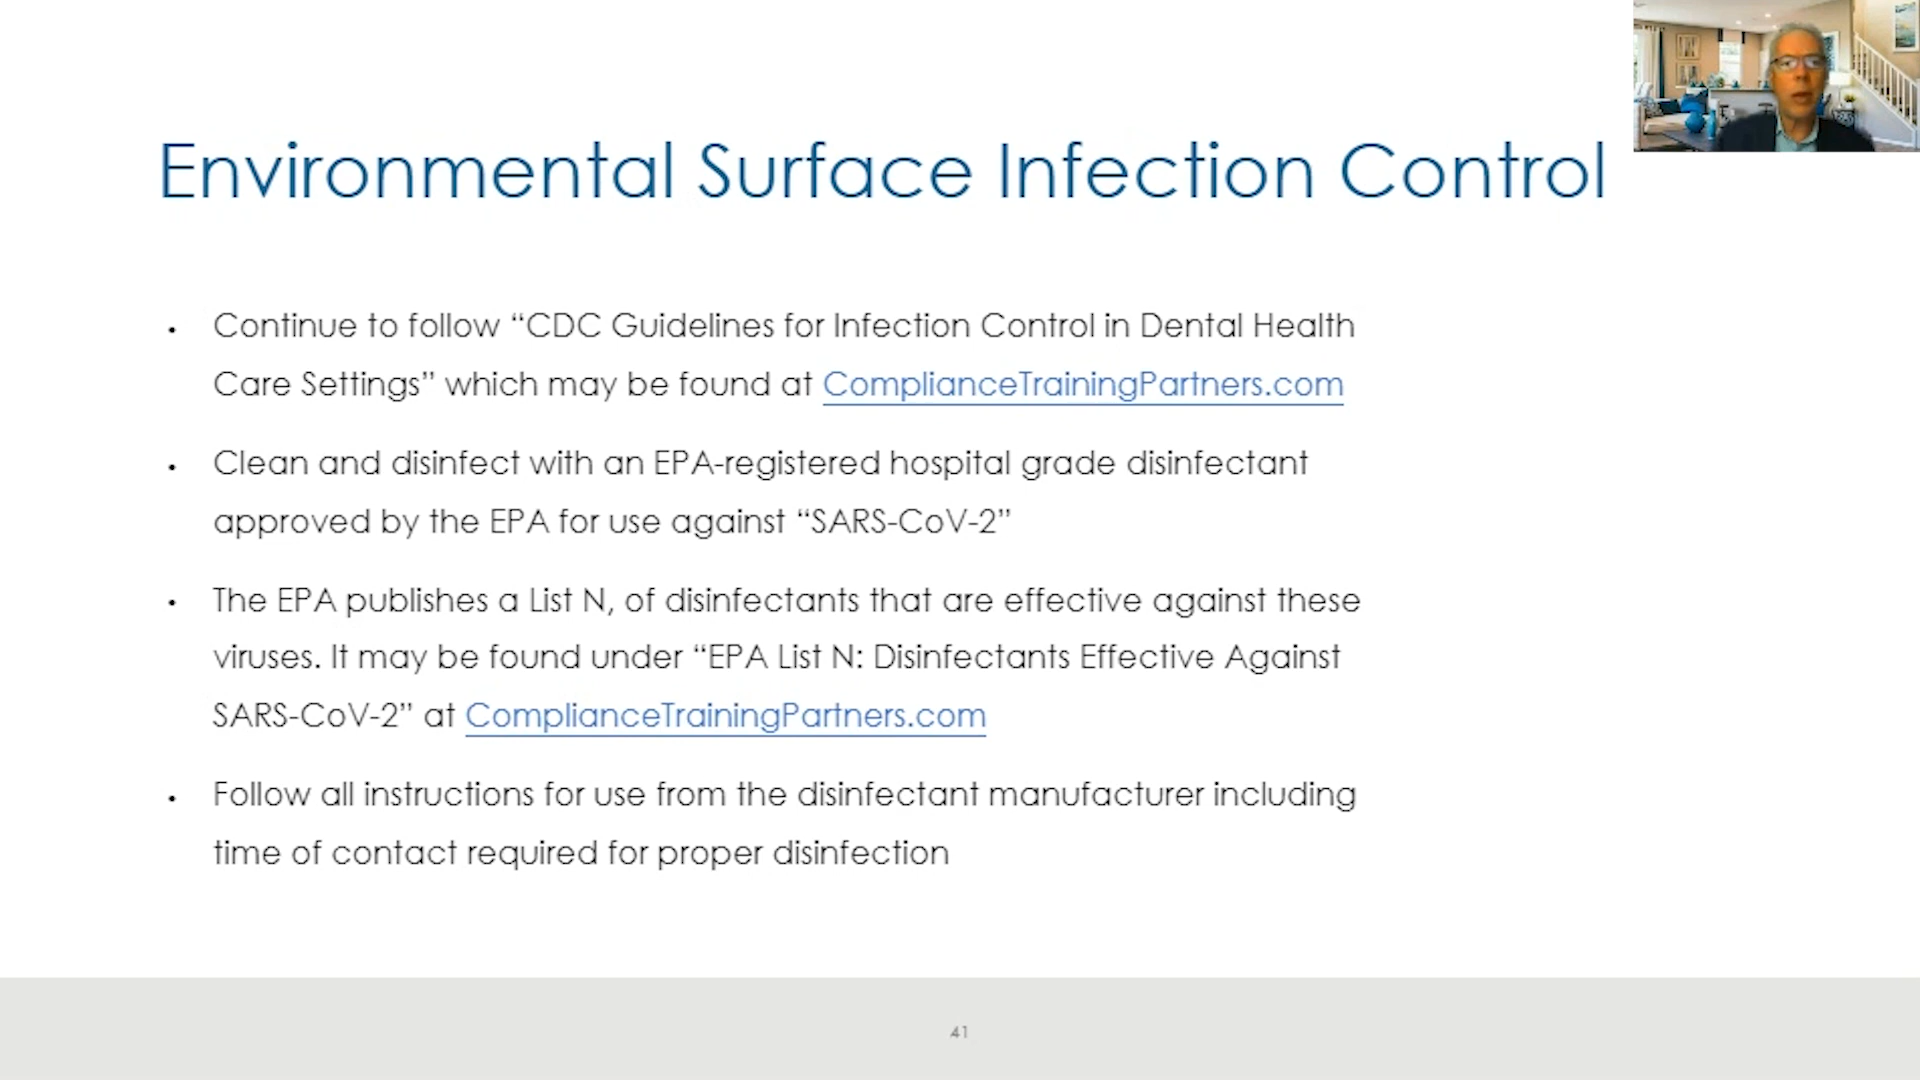 Environmental Surface Infection Control
• Continue to follow “CDC Guidelines for Infection Control in Dental Health
Care Settings” which may be found at ComplianceTrainingPartners.com
• Clean and disinfect with an EPA-registered hospital grade disinfectant
approved by the EPA for use against “SARS-CoV-2”
• The EPA publishes a List N, of disinfectants that are effective against these
viruses. It may be found under “EPA List N: Disinfectants Effective Against
SARS-CoV-2” at ComplianceTrainingPartners.com
• Follow all instructions for use from the disinfectant manufacturer including
time of contact required for proper disinfection
41